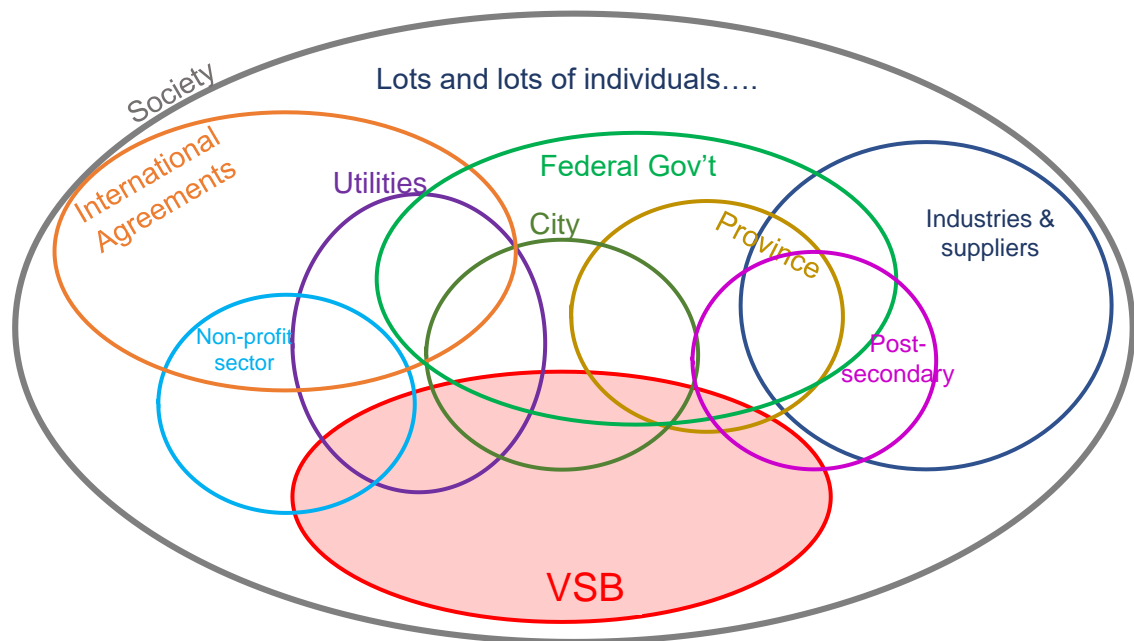 Society
Lots and lots of individuals….
International
Agreements
Utilities
Federal Gov't
City
Province
Industries &
suppliers
Non-profit
sector
Post-
secondary
VSB